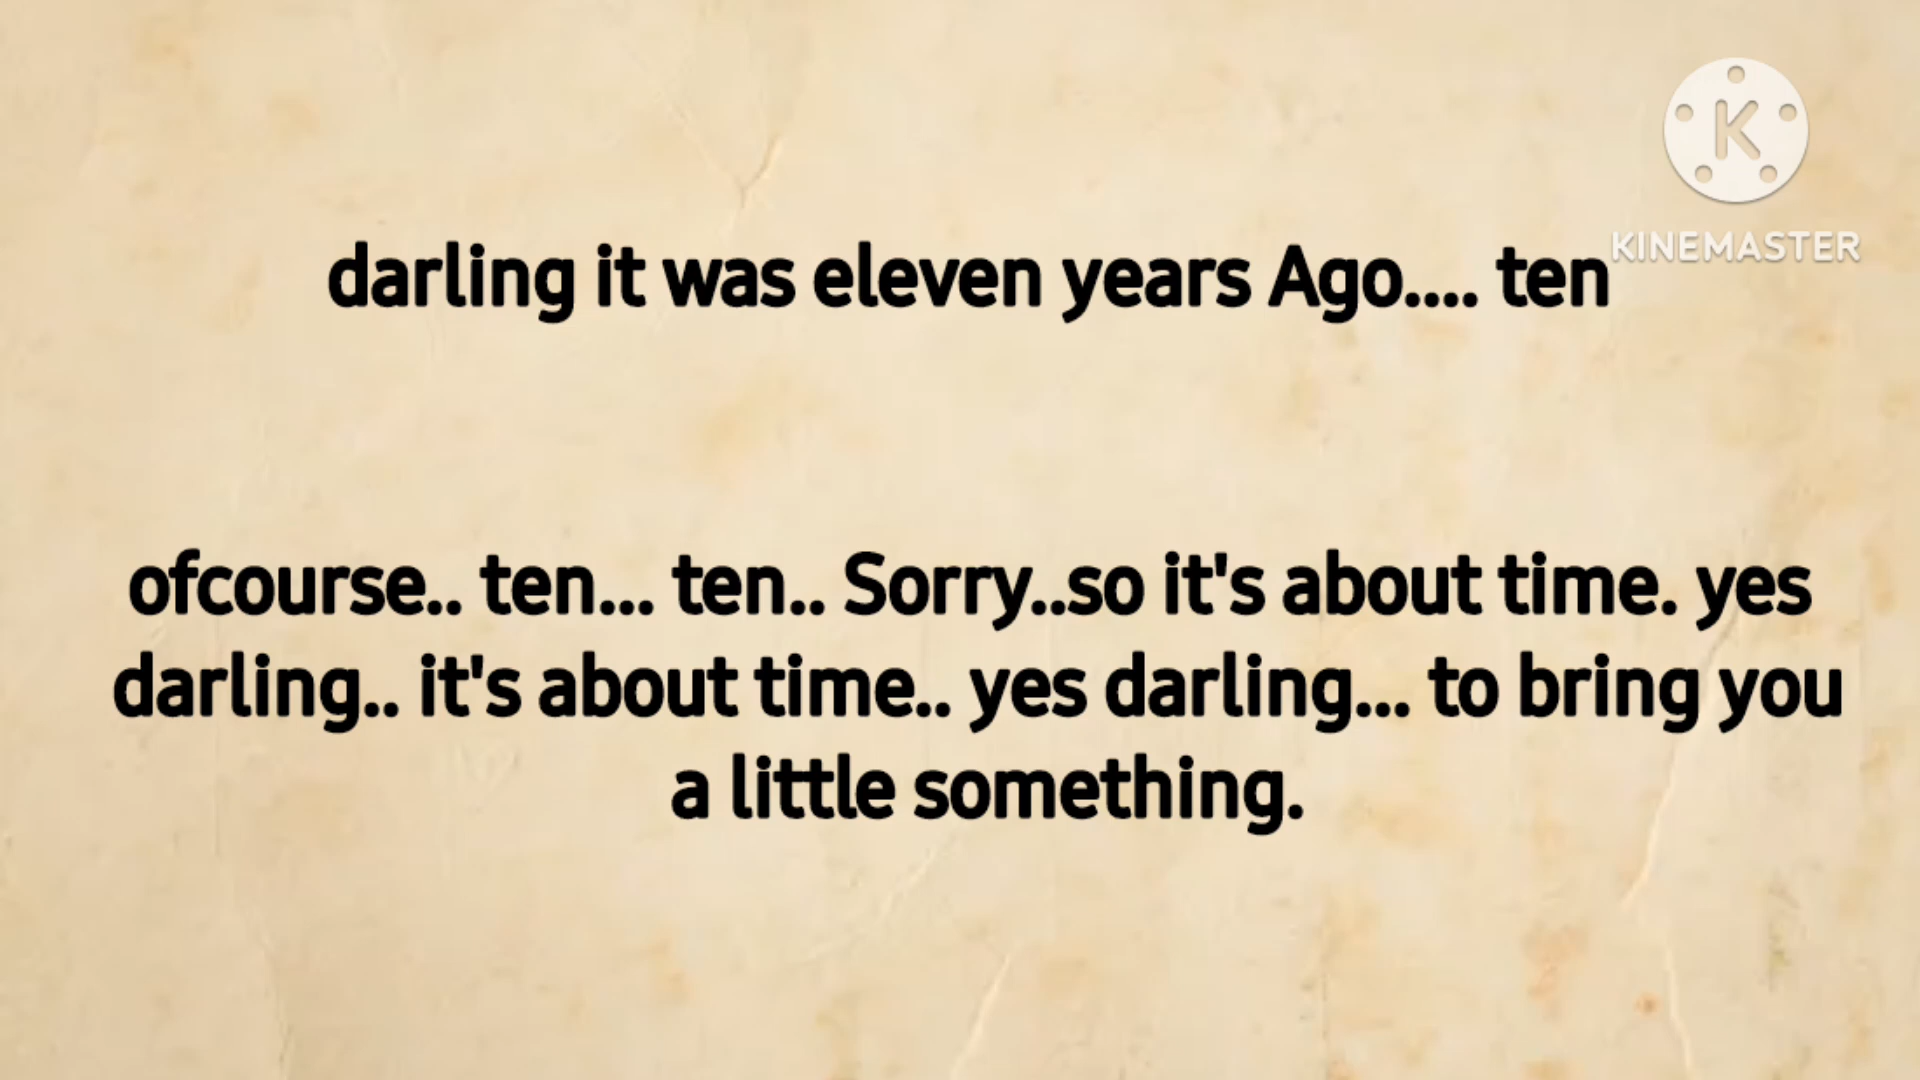 K
KINEMASTER
darling it was eleven years Ago.... ten
ofcourse.. ten... ten.. Sorry..so it's about time. yes
darling.. it's about time.. yes darling... to bring you
a little something.